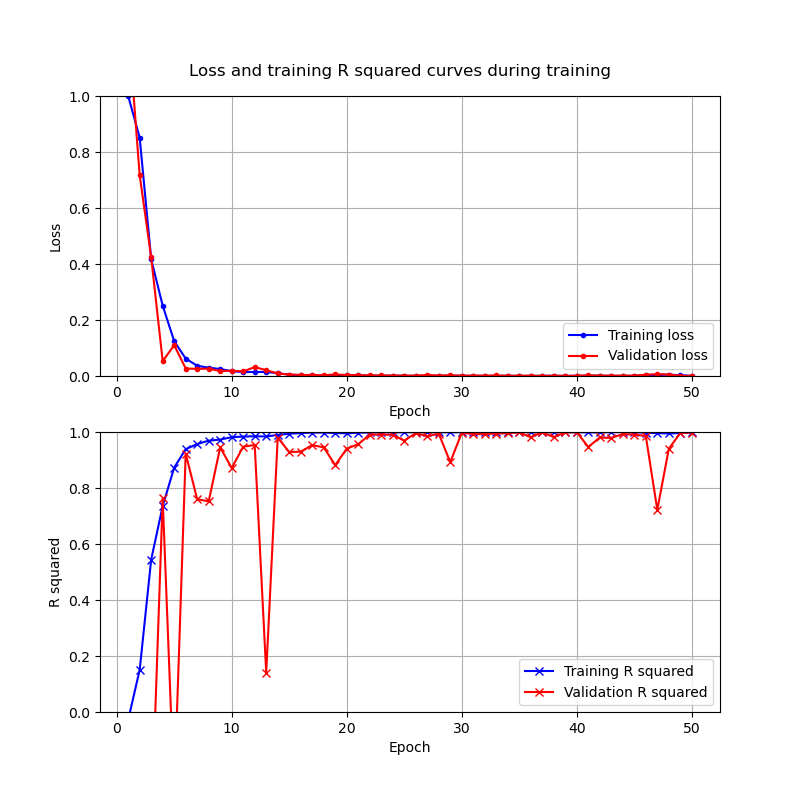 Loss and training R squared curves during training
1.0
0.8
0.6
0.4
0.2
0.0
Loss
0
10
20
30
40
50
Epoch
Training loss
Validation loss
1.0
0.8
0.6
0.4
0.2
0.0
R squared
0
10
20
30
40
50
Epoch
Training R squared
Validation R squared